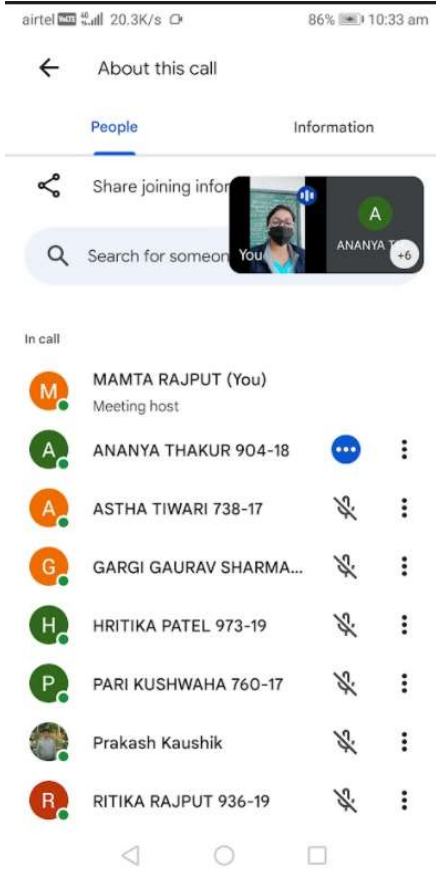 airtel VoLTE 4G 20.3K/s 86% 10:33 am
About this call
People Information
Share joining infor
Search for someon
You
A
ANANYA T
+6
In call
M
MAMTA RAJPUT (You)
Meeting host
A
ANANYA THAKUR 904-18
A
ASTHA TIWARI 738-17
G
GARGI GAURAV SHARMA...
H
HRITIKA PATEL 973-19
P
PARI KUSHWAHA 760-17
Prakash Kaushik
R
RITIKA RAJPUT 936-19